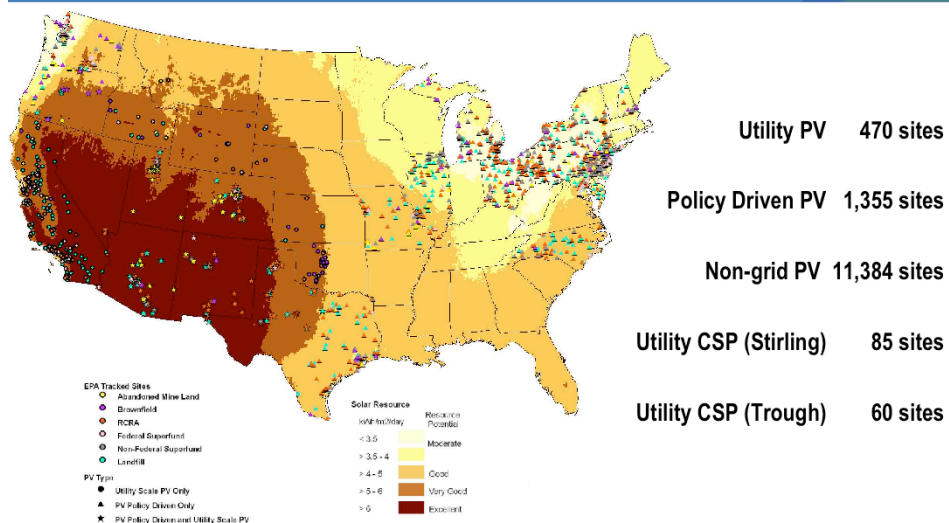 Utility PV 470 sites
Policy Driven PV 1,355 sites
Non-grid PV 11,384 sites
Utility CSP (Stirling) 85 sites
Utility CSP (Trough) 60 sites
EPA Tracked Sites
Abandoned Mine Land
Brownfield
RCRA
Federal Superfund
Non-Federal Superfund
Landfill
PV Type
Utility Scale PV Only
PV Policy Driven Only
PV Policy Driven and Utility Scale PV
Solar Resource
kWh/m2/day
Resource
Potential
< 3.5
Moderate
> 3.5 - 4
> 4 - 5 Good
> 5 - 6 Very Good
> 6 Excellent